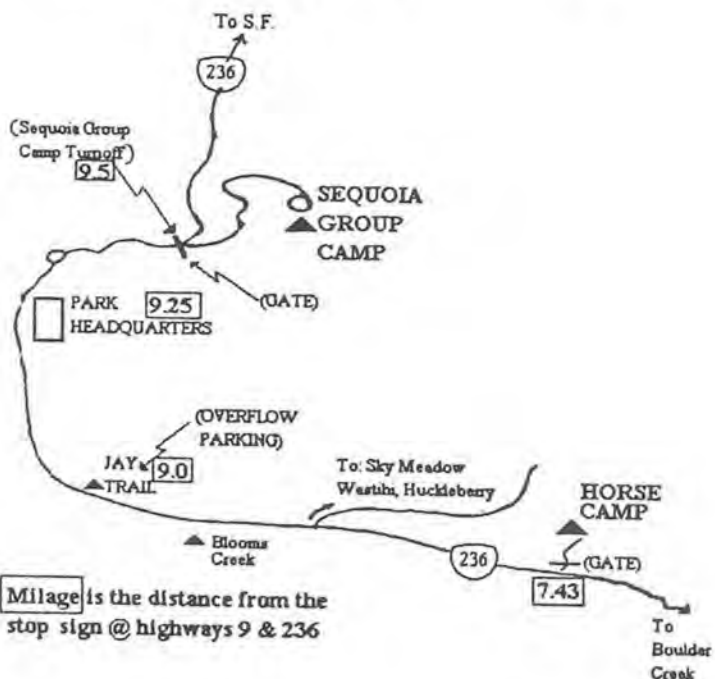 To S.F.
236
(Sequoia Group
Camp Turnoff)
9.5
SEQUOIA
GROUP
CAMP
(GATE)
PARK 9.25
HEADQUARTERS
(OVERFLOW
PARKING)
JAY 9.0
TRAIL
To: Sky Meadow
Wastihi, Huckleberry
HORSE
CAMP
Blooms
Creek
236
(GATE)
7.43
Milage is the distance from the
stop sign @ highways 9 & 236
To
Boulder
Creek